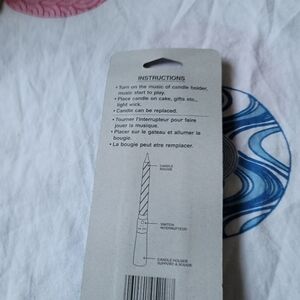 INSTRUCTIONS
• Turn on the music of candle holder,
music start to play.
• Place candle on cake, gifts etc.,
light wick.
• Candle can be replaced.
• Tourner l'interrupteur pour faire
jouer la musique.
• Placer sur le gateau et allumer la
bougie.
• La bougie peut etre remplacer.
CANDLE
BOUGIE
SWITCH
INTERRUPTEUR
CANDLE HOLDER
SUPPORT A BOUGIE